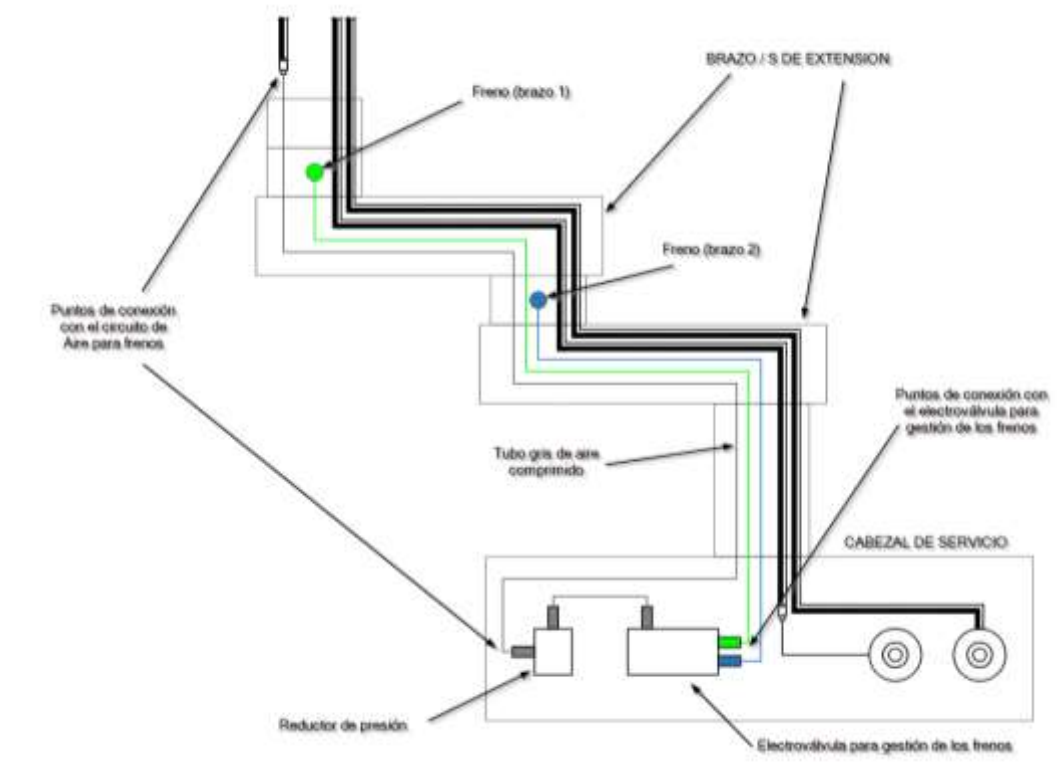 BRAZO / S DE EXTENSION
Freno (brazo 1)
Freno (brazo 2)
Puntos de conexión
con el circuito de
Aire para frenos
Puntos de conexión con
el electroválvula para
gestión de los frenos
Tubo gris de aire
comprimido
CABEZAL DE SERVICIO
Reductor de presión
Electroválvula para gestión de los frenos